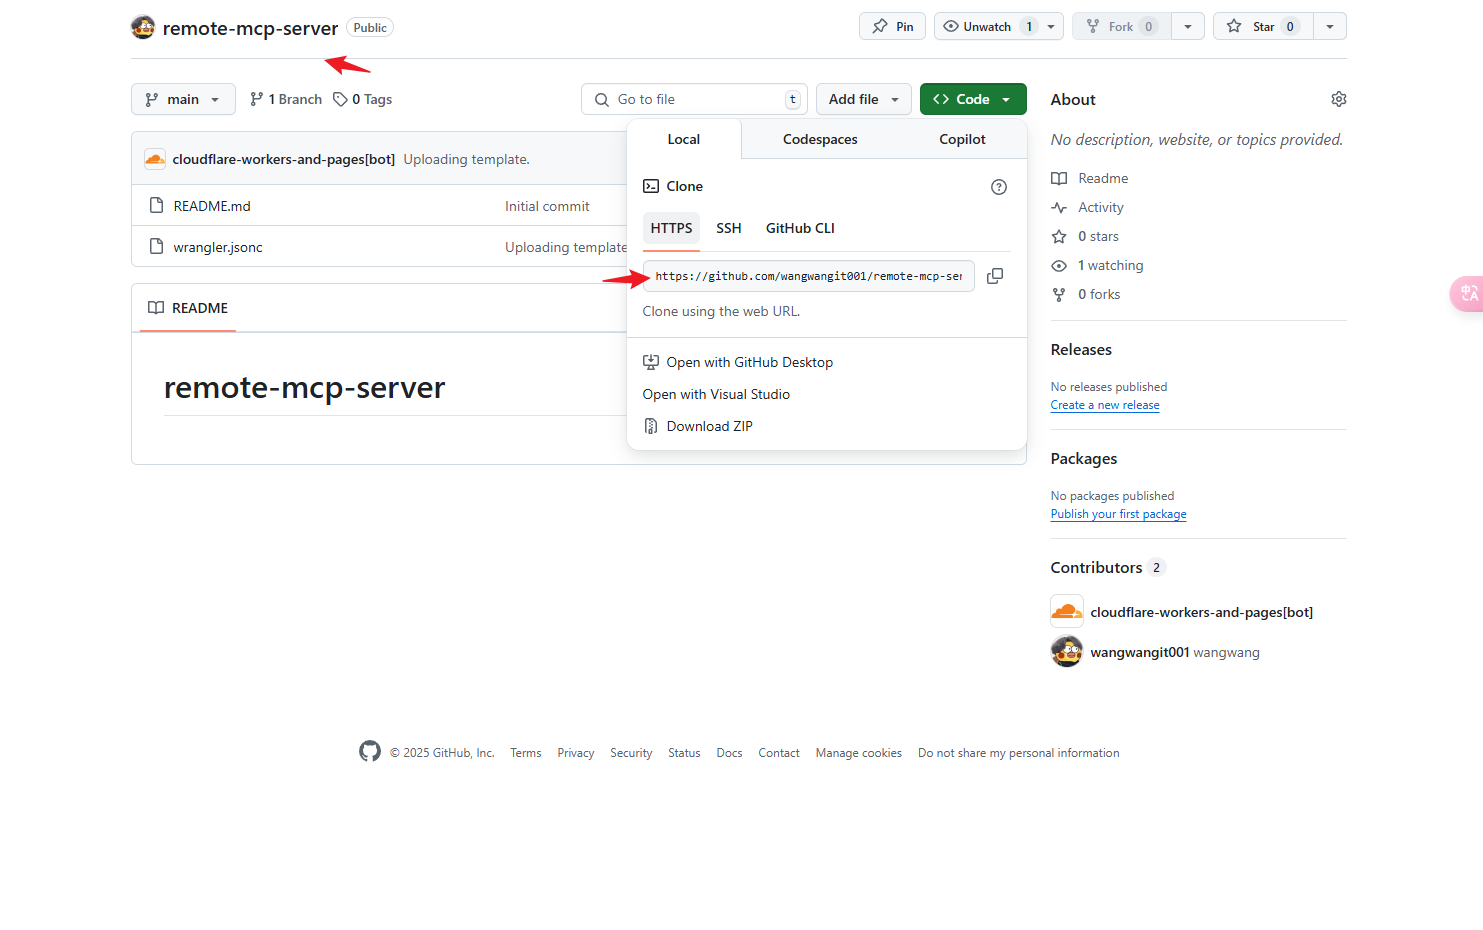 remote-mcp-server Public
Pin Unwatch 1 Fork 0 Star 0
main 1 Branch 0 Tags Go to file t Add file Code
Local Codespaces Copilot
cloudflare-workers-and-pages[bot] Uploading template.
README.md Initial commit
wrangler.jsonc Uploading template
README
remote-mcp-server
Clone
HTTPS SSH GitHub CLI
https://github.com/wangwangit001/remote-mcp-ser
Clone using the web URL.
Open with GitHub Desktop
Open with Visual Studio
Download ZIP
About
No description, website, or topics provided.
Readme
Activity
0 stars
1 watching
0 forks
Releases
No releases published
Create a new release
Packages
No packages published
Publish your first package
Contributors 2
cloudflare-workers-and-pages[bot]
wangwangit001 wangwang
中 A
© 2025 GitHub, Inc. Terms Privacy Security Status Docs Contact Manage cookies Do not share my personal information